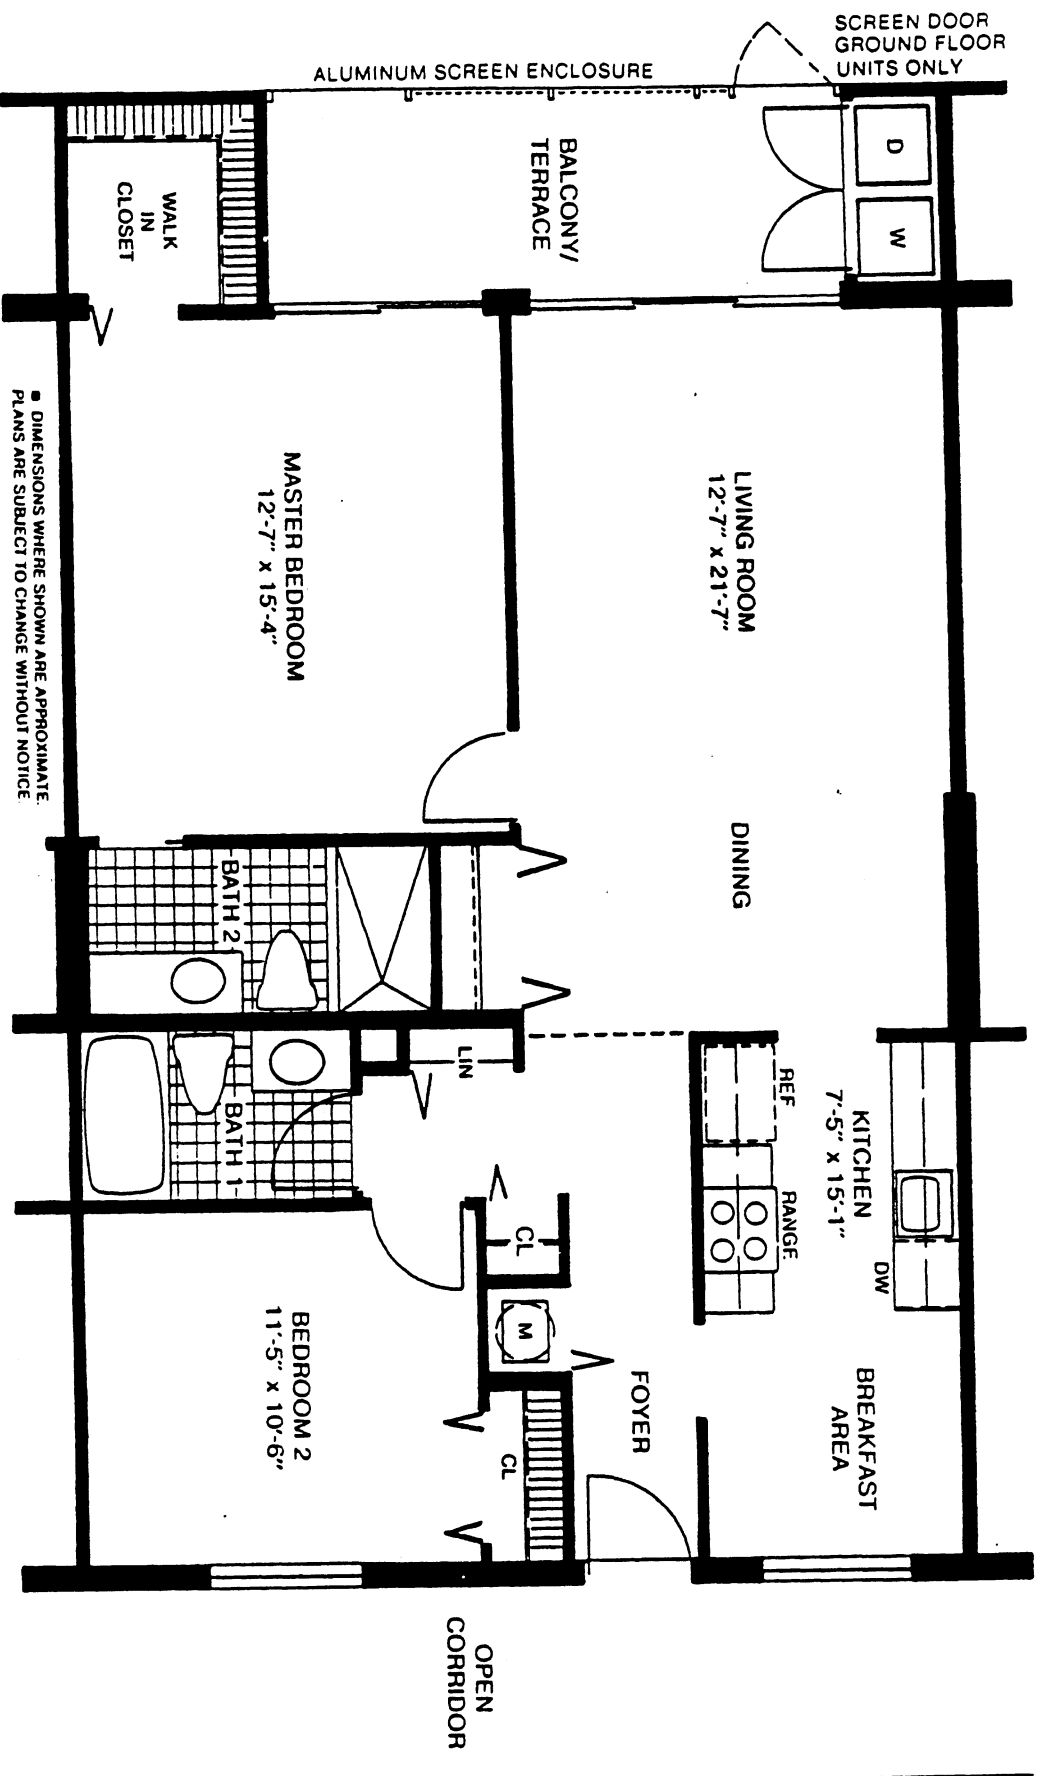 SCREEN DOOR
GROUND FLOOR
UNITS ONLY
ALUMINUM SCREEN ENCLOSURE
D
W
BALCONY/
TERRACE
WALK
IN
CLOSET
LIVING ROOM
12'-7" x 21'-7"
MASTER BEDROOM
12'-7" x 15'-4"
■ DIMENSIONS WHERE SHOWN ARE APPROXIMATE.
PLANS ARE SUBJECT TO CHANGE WITHOUT NOTICE.
DINING
BATH 2
LIN
BATH 1
REF
KITCHEN
7'-5" x 15'-1"
RANGE
DW
CL
M
BREAKFAST
AREA
FOYER
BEDROOM 2
11'-5" x 10'-6"
CL
OPEN
CORRIDOR